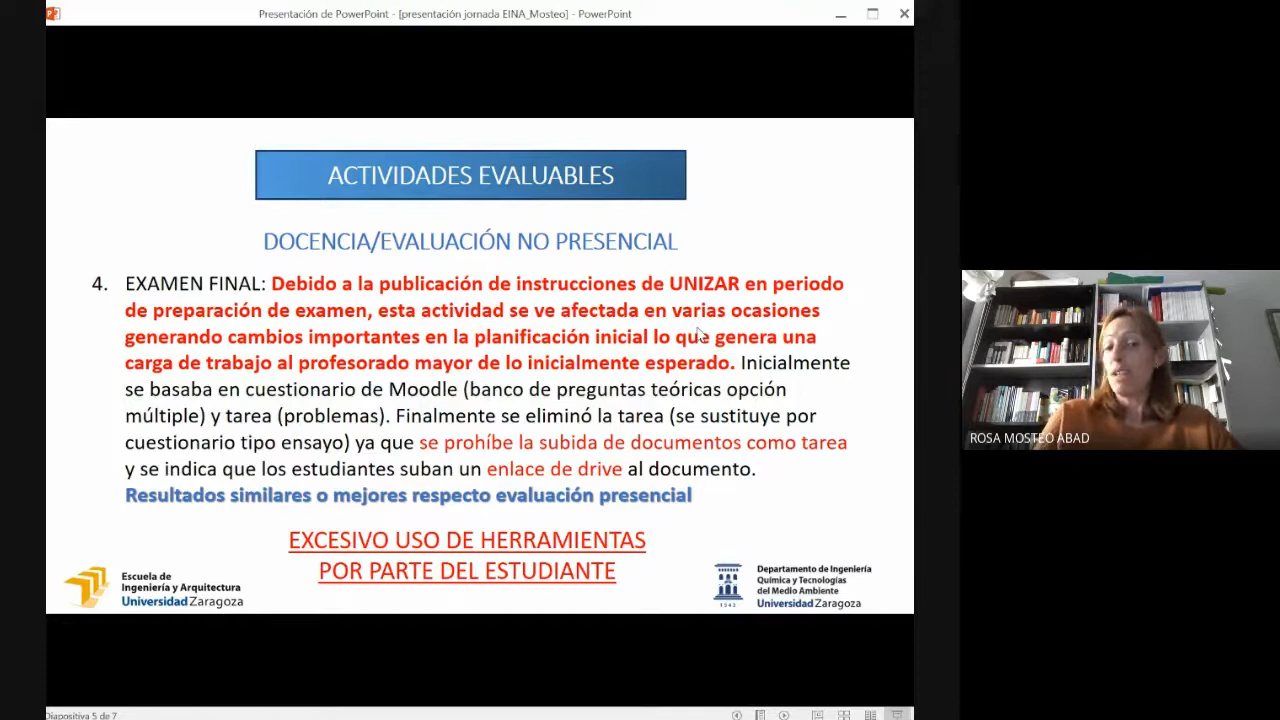 Presentación de PowerPoint - [presentación jornada EINA_Mosteo] - PowerPoint
ACTIVIDADES EVALUABLES
DOCENCIA/EVALUACIÓN NO PRESENCIAL
4. EXAMEN FINAL: Debido a la publicación de instrucciones de UNIZAR en periodo
de preparación de examen, esta actividad se ve afectada en varias ocasiones
generando cambios importantes en la planificación inicial lo que genera una
carga de trabajo al profesorado mayor de lo inicialmente esperado. Inicialmente
se basaba en cuestionario de Moodle (banco de preguntas teóricas opción
múltiple) y tarea (problemas). Finalmente se eliminó la tarea (se sustituye por
cuestionario tipo ensayo) ya que se prohíbe la subida de documentos como tarea
y se indica que los estudiantes suban un enlace de drive al documento.
Resultados similares o mejores respecto evaluación presencial
EXCESIVO USO DE HERRAMIENTAS
POR PARTE DEL ESTUDIANTE
Escuela de
Ingeniería y Arquitectura
Universidad Zaragoza
1542
Departamento de Ingeniería
Química y Tecnologías
del Medio Ambiente
Universidad Zaragoza
ROSA MOSTEO ABAD
Diapositiva 5 de 7